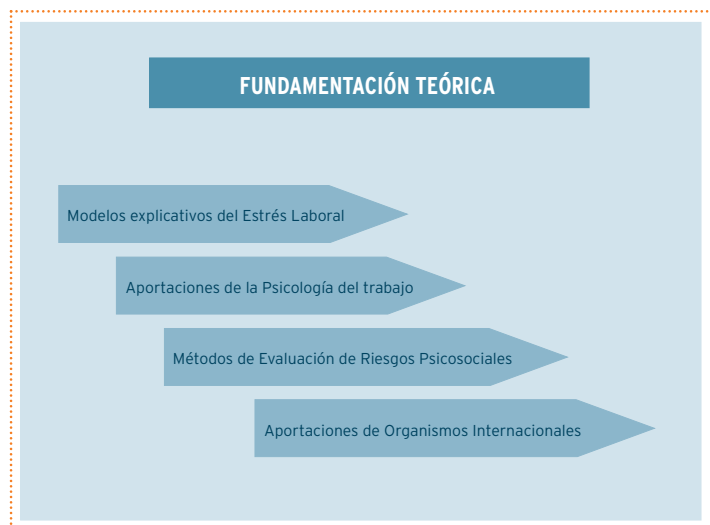 FUNDAMENTACIÓN TEÓRICA
Modelos explicativos del Estrés Laboral
Aportaciones de la Psicología del trabajo
Métodos de Evaluación de Riesgos Psicosociales
Aportaciones de Organismos Internacionales